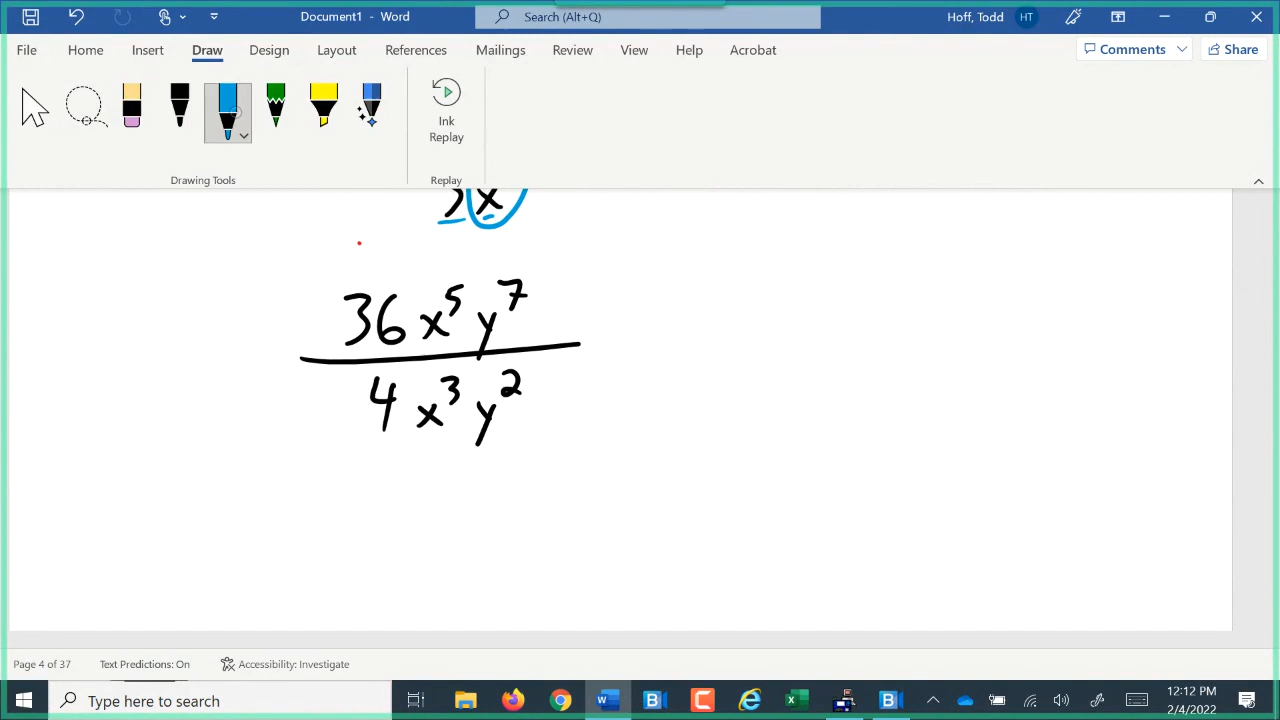 Document1 - Word
Search (Alt+Q)
Hoff, Todd
HT
File Home Insert Draw Design Layout References Mailings Review View Help Acrobat
Comments
Share
Ink
Replay
Drawing Tools
Replay
x
36 x⁵ y⁷
4 x³ y²
Page 4 of 37
Text Predictions: On
Accessibility: Investigate
Type here to search
12:12 PM
2/4/2022